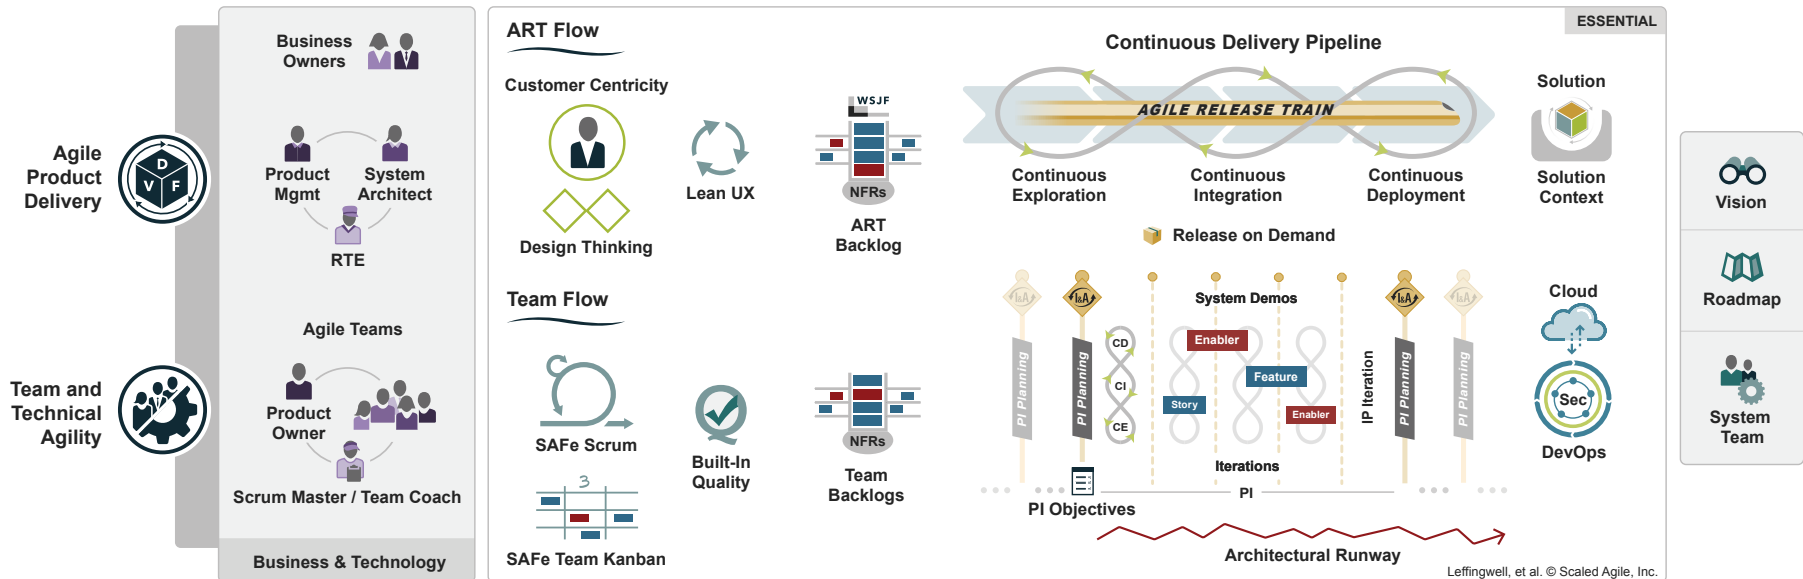 Agile
Product
Delivery
D
V F
Team and
Technical
Agility
Business
Owners
Product
Mgmt
System
Architect
RTE
Agile Teams
Product
Owner
Scrum Master / Team Coach
Business & Technology
ESSENTIAL
ART Flow
Customer Centricity
Design Thinking
Lean UX
WSJF
NFRs
ART
Backlog
Continuous Delivery Pipeline
AGILE RELEASE TRAIN
Continuous
Exploration
Continuous
Integration
Continuous
Deployment
Release on Demand
Solution
Solution
Context
Team Flow
SAFe Scrum
3
SAFe Team Kanban
Built-In
Quality
NFRs
Team
Backlogs
I&A
I&A
I&A
I&A
System Demos
PI Planning
PI Planning
CD
CI
CE
Enabler
Feature
Story
Enabler
IP Iteration
PI Planning
PI Planning
Iterations
PI
PI Objectives
Architectural Runway
Cloud
Sec
DevOps
Leffingwell, et al. © Scaled Agile, Inc.
Vision
Roadmap
System
Team